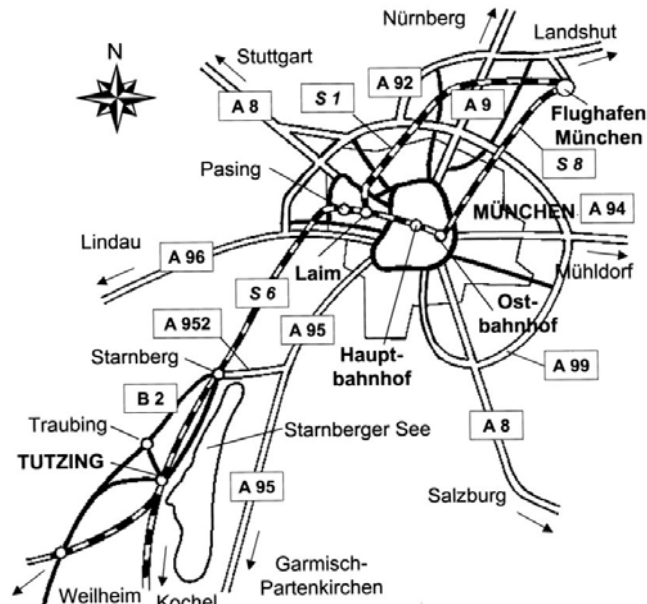 Nürnberg
Landshut
N
Stuttgart
A 92
S 1
A 9
A 8
Flughafen
München
S 8
Pasing
MÜNCHEN
A 94
Lindau
A 96
Laim
Mühldorf
S 6
Ost-
bahnhof
A 952
A 95
Haupt-
bahnhof
Starnberg
A 99
B 2
Traubing
Starnberger See
A 8
TUTZING
A 95
Salzburg
Garmisch-
Partenkirchen
Weilheim
Kochel